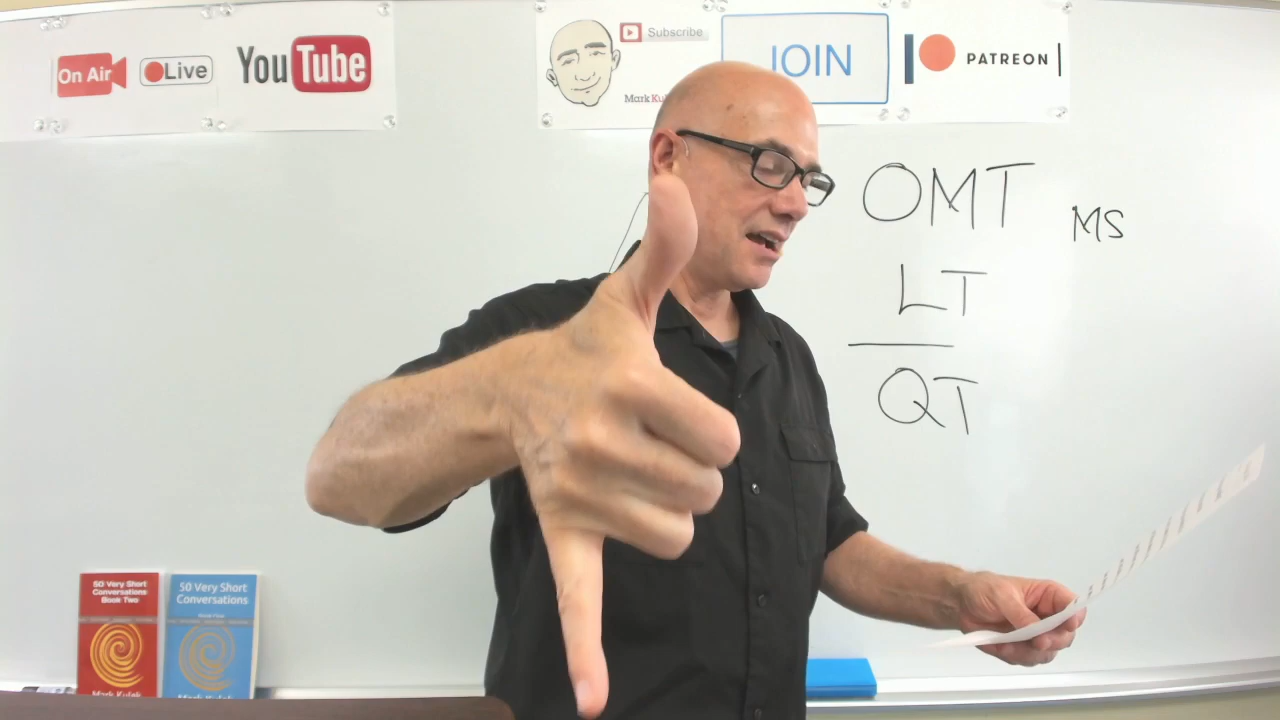 On Air
Live
YouTube
Subscribe
Mark
JOIN
PATREON
OMT
MS
LT
QT
50 Very Short
Conversations
Book Two
50 Very Short
Conversations